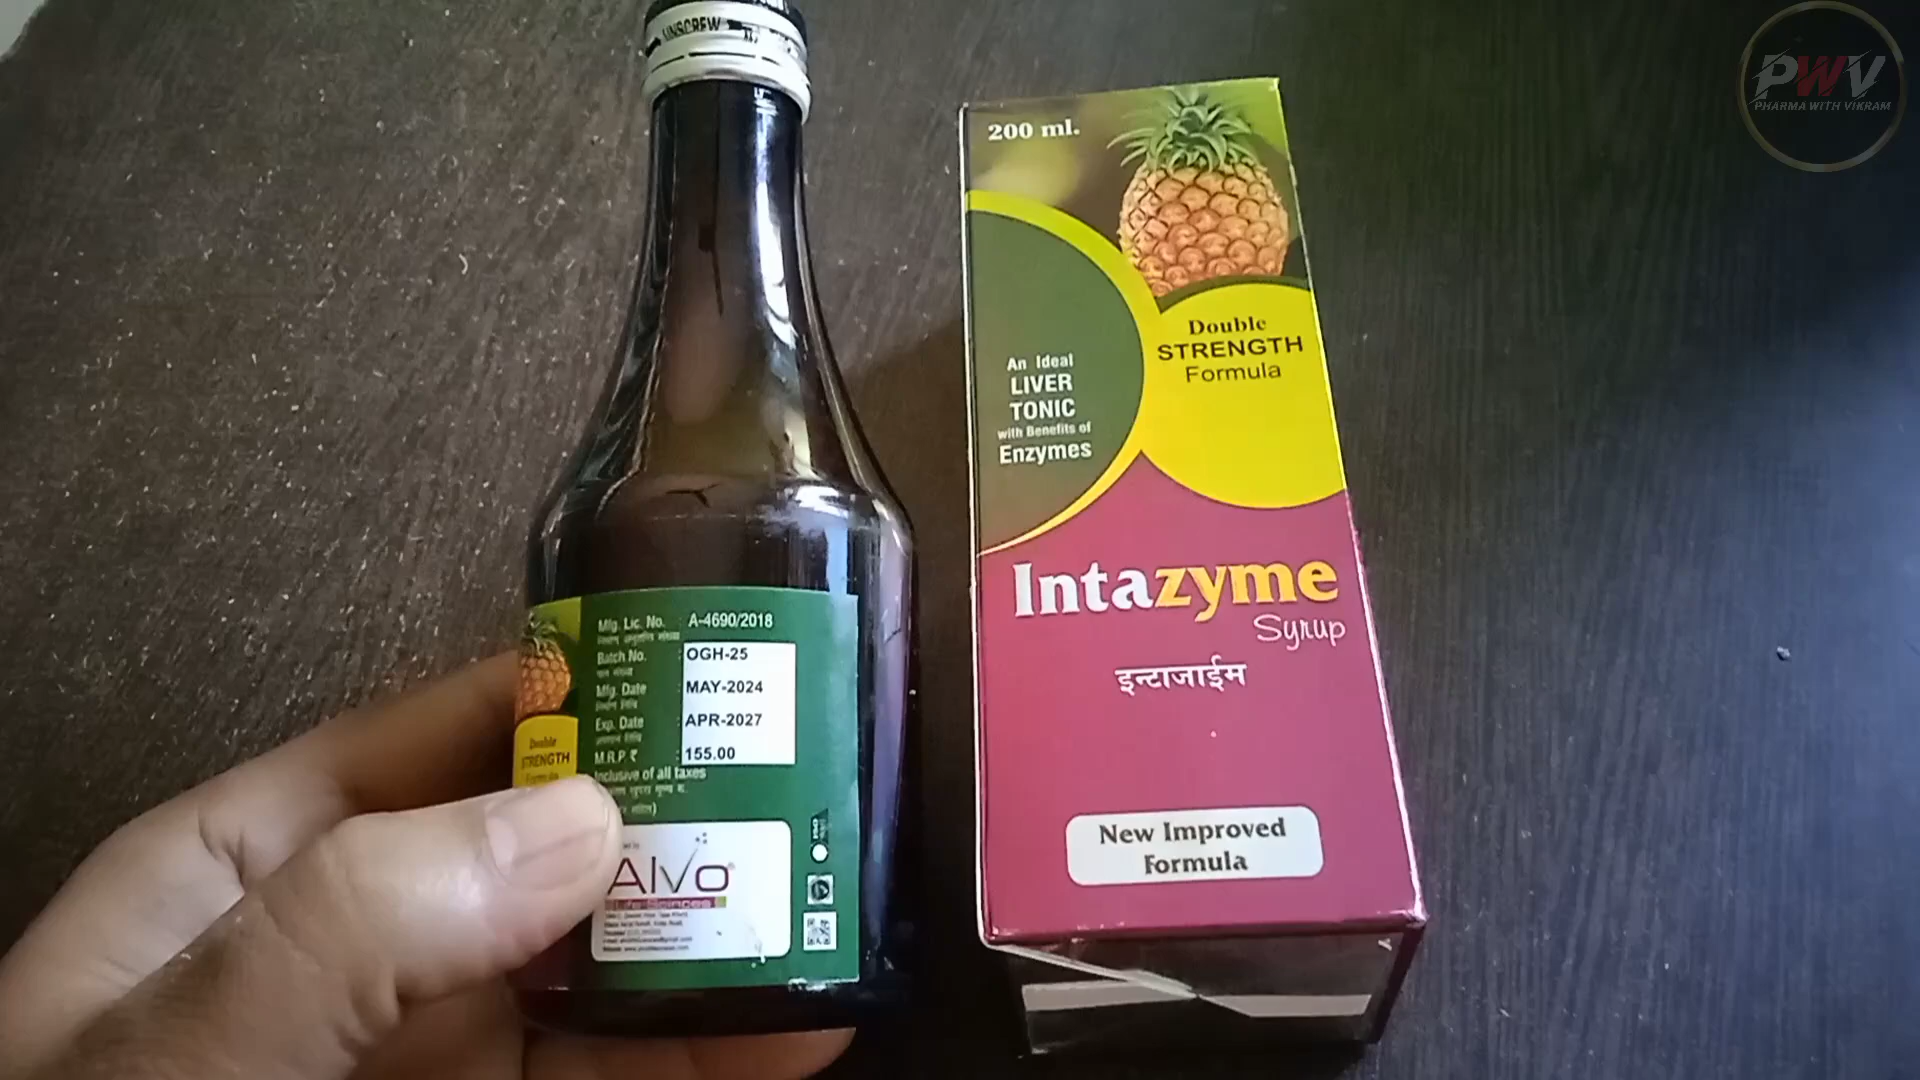 UNSCREW
Mfg. Lic. No. : A-4690/2018
Batch No. : OGH-25
Mfg. Date : MAY-2024
Exp. Date : APR-2027
M.R.P. ₹ : 155.00
Inclusive of all taxes
Double
STRENGTH
Alvo
200 ml.
Double
STRENGTH
Formula
An Ideal
LIVER
TONIC
with Benefits of
Enzymes
Intazyme
Syrup
इन्टाजाईम
New Improved
Formula
PWV
PHARMA WITH VIKRAM